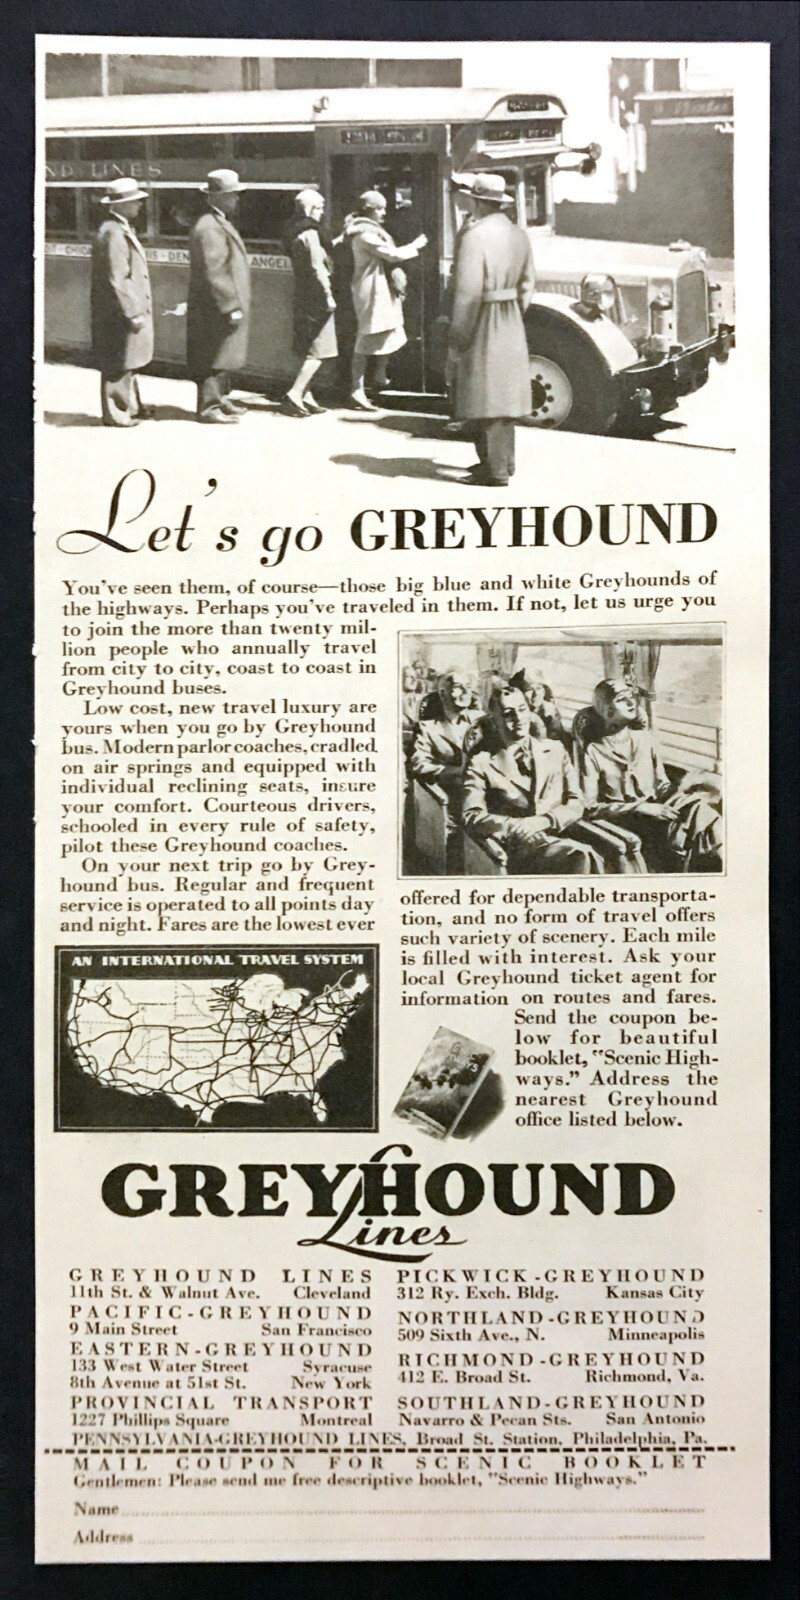 ND LINES
CHIC
IS - DEN
ANGEL
Let's go GREYHOUND
You've seen them, of course—those big blue and white Greyhounds of
the highways. Perhaps you've traveled in them. If not, let us urge you
to join the more than twenty mil-
lion people who annually travel
from city to city, coast to coast in
Greyhound buses.
Low cost, new travel luxury are
yours when you go by Greyhound
bus. Modern parlor coaches, cradled
on air springs and equipped with
individual reclining seats, insure
your comfort. Courteous drivers,
schooled in every rule of safety,
pilot these Greyhound coaches.
On your next trip go by Grey-
hound bus. Regular and frequent
service is operated to all points day
and night. Fares are the lowest ever
offered for dependable transporta-
tion, and no form of travel offers
such variety of scenery. Each mile
is filled with interest. Ask your
local Greyhound ticket agent for
information on routes and fares.
Send the coupon be-
low for beautiful
booklet, "Scenic High-
ways." Address the
nearest Greyhound
office listed below.
AN INTERNATIONAL TRAVEL SYSTEM
GREYHOUND
Lines
GREYHOUND LINES
11th St. & Walnut Ave. Cleveland
PACIFIC-GREYHOUND
9 Main Street San Francisco
EASTERN-GREYHOUND
133 West Water Street Syracuse
8th Avenue at 51st St. New York
PROVINCIAL TRANSPORT
1227 Phillips Square Montreal
PICKWICK-GREYHOUND
312 Ry. Exch. Bldg. Kansas City
NORTHLAND-GREYHOUND
509 Sixth Ave., N. Minneapolis
RICHMOND-GREYHOUND
412 E. Broad St. Richmond, Va.
SOUTHLAND-GREYHOUND
Navarro & Pecan Sts. San Antonio
PENNSYLVANIA-GREYHOUND LINES, Broad St. Station, Philadelphia, Pa.
MAIL COUPON FOR SCENIC BOOKLET
Gentlemen: Please send me free descriptive booklet, "Scenic Highways."
Name
Address